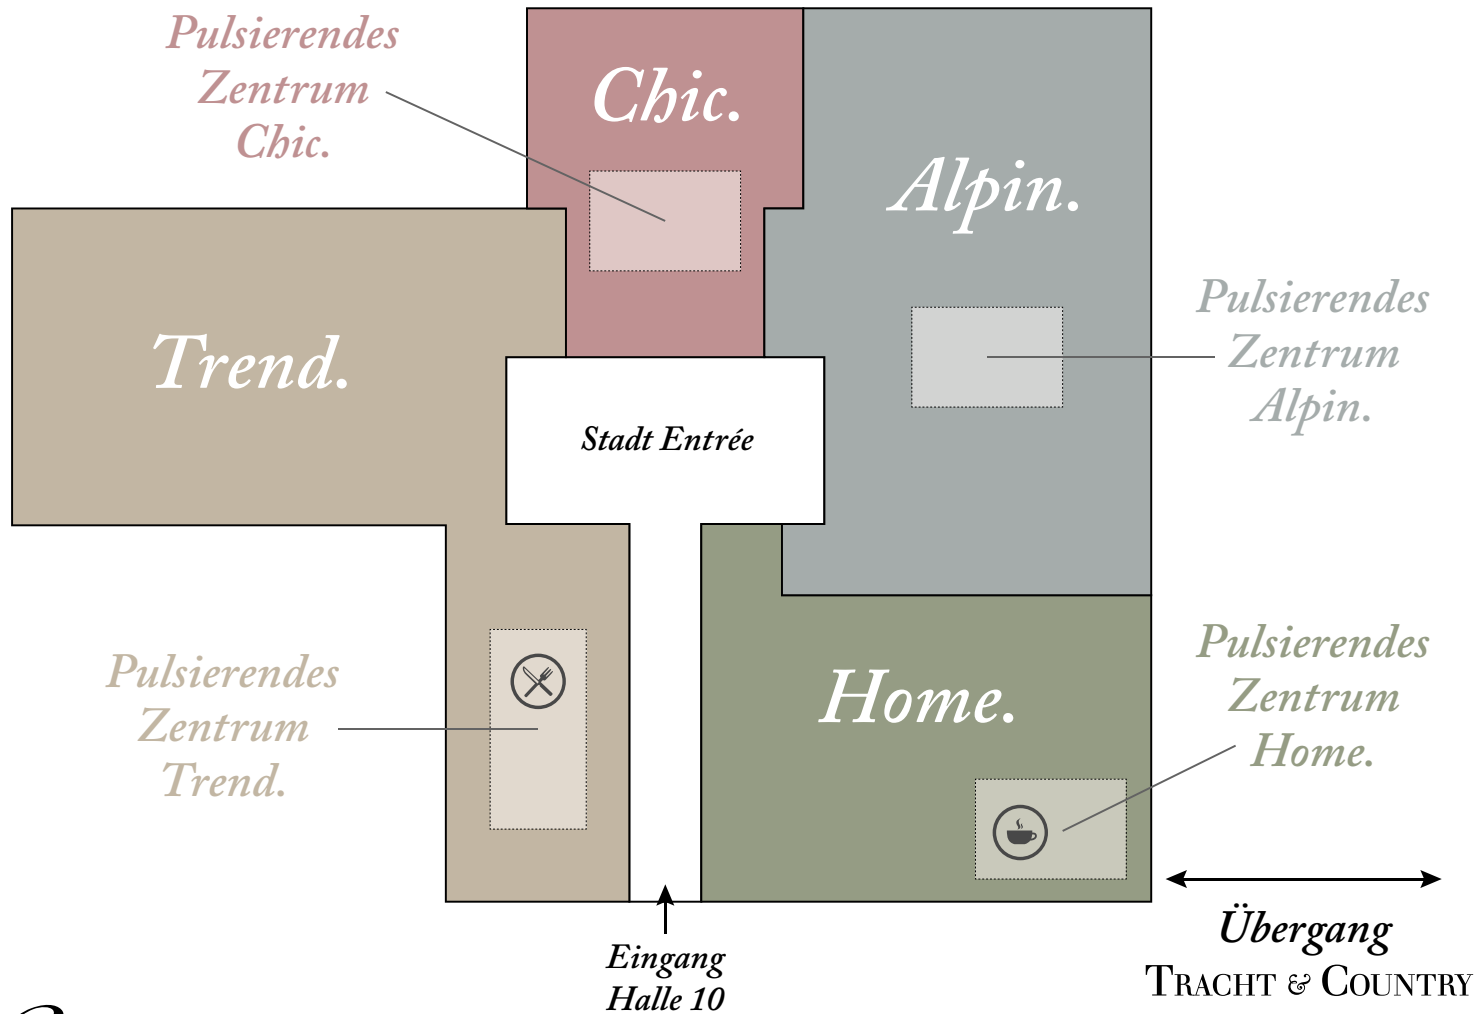 Pulsierendes
Zentrum
Chic.
Chic.
Alpin.
Trend.
Stadt Entrée
Pulsierendes
Zentrum
Alpin.
Pulsierendes
Zentrum
Trend.
Home.
Pulsierendes
Zentrum
Home.
Eingang
Halle 10
Übergang
TRACHT & COUNTRY